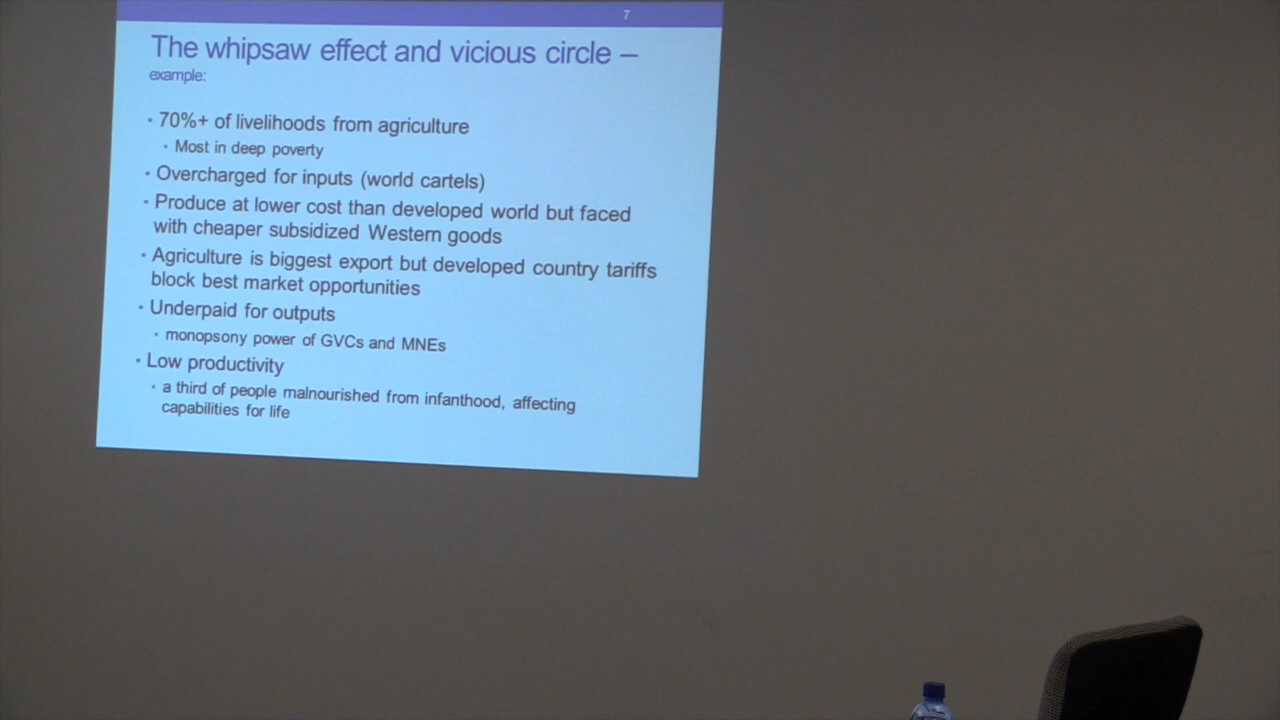 7
The whipsaw effect and vicious circle –
example:
• 70%+ of livelihoods from agriculture
• Most in deep poverty
• Overcharged for inputs (world cartels)
• Produce at lower cost than developed world but faced
with cheaper subsidized Western goods
• Agriculture is biggest export but developed country tariffs
block best market opportunities
• Underpaid for outputs
• monopsony power of GVCs and MNEs
• Low productivity
• a third of people malnourished from infanthood, affecting
capabilities for life